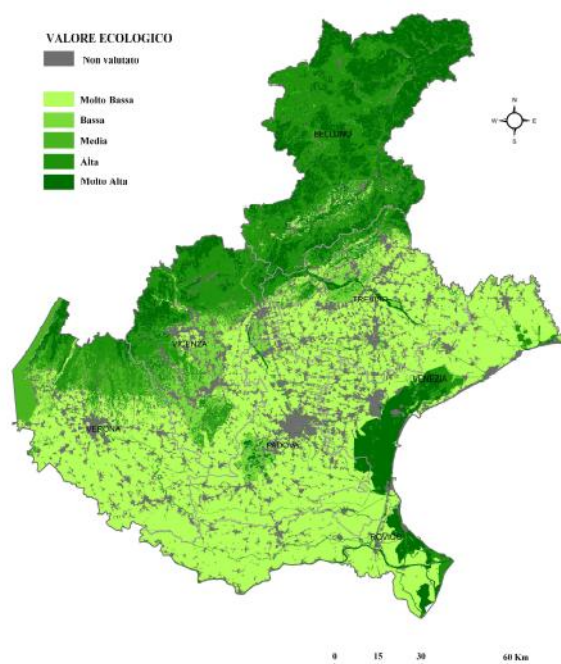 VALORE ECOLOGICO
Non valutato
Molto Bassa
Bassa
Media
Alta
Molto Alta
N
W E
S
BELLUNO
TREVISO
VICENZA
VENEZIA
VERONA
PADOVA
ROVIGO
0 15 30 60 Km